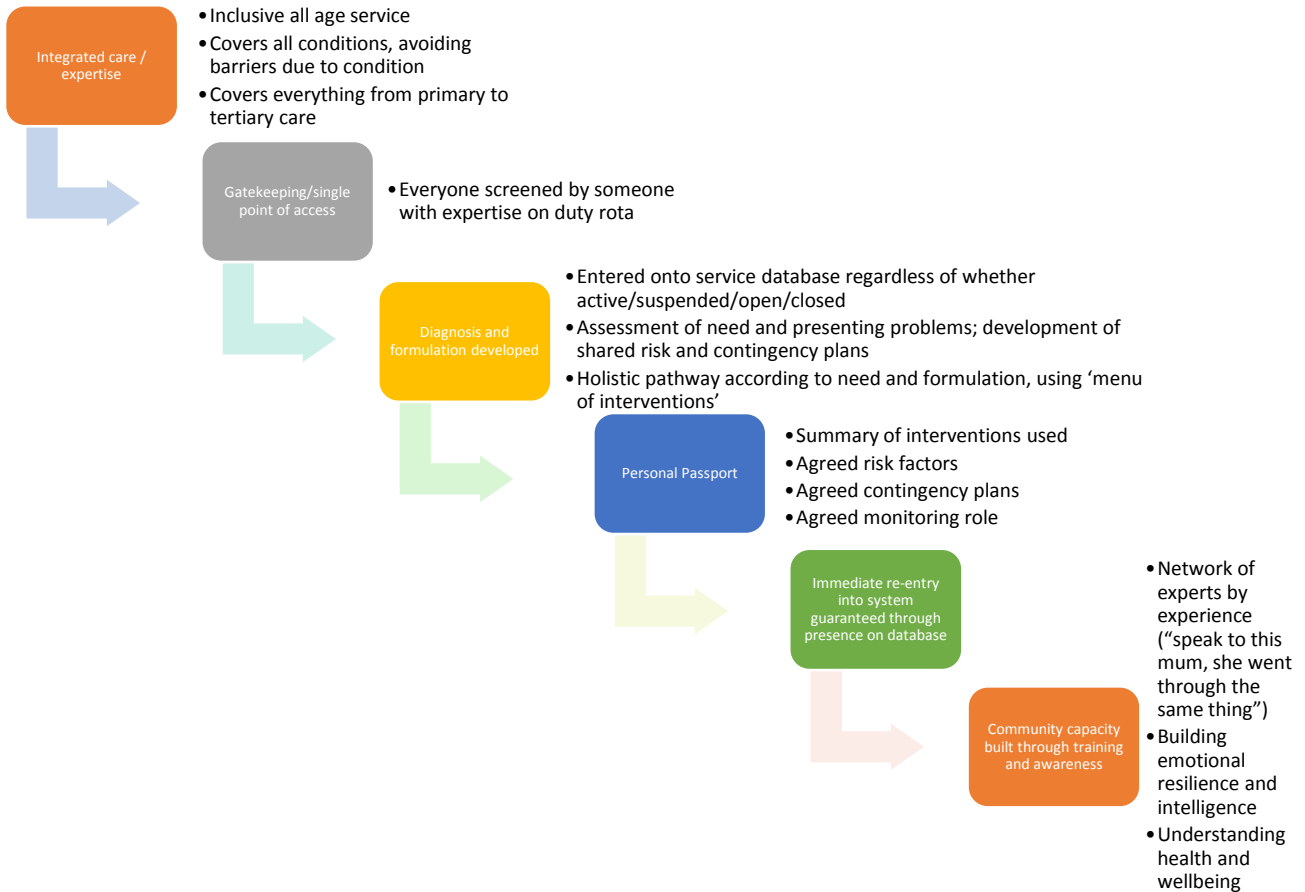 Integrated care /
expertise
•Inclusive all age service
•Covers all conditions, avoiding
barriers due to condition
•Covers everything from primary to
tertiary care
Gatekeeping/single
point of access
•Everyone screened by someone
with expertise on duty rota
Diagnosis and
formulation developed
•Entered onto service database regardless of whether
active/suspended/open/closed
•Assessment of need and presenting problems; development of
shared risk and contingency plans
•Holistic pathway according to need and formulation, using ‘menu
of interventions’
Personal Passport
•Summary of interventions used
•Agreed risk factors
•Agreed contingency plans
•Agreed monitoring role
Immediate re-entry
into system
guaranteed through
presence on database
Community capacity
built through training
and awareness
•Network of
experts by
experience
(“speak to this
mum, she went
through the
same thing”)
•Building
emotional
resilience and
intelligence
•Understanding
health and
wellbeing